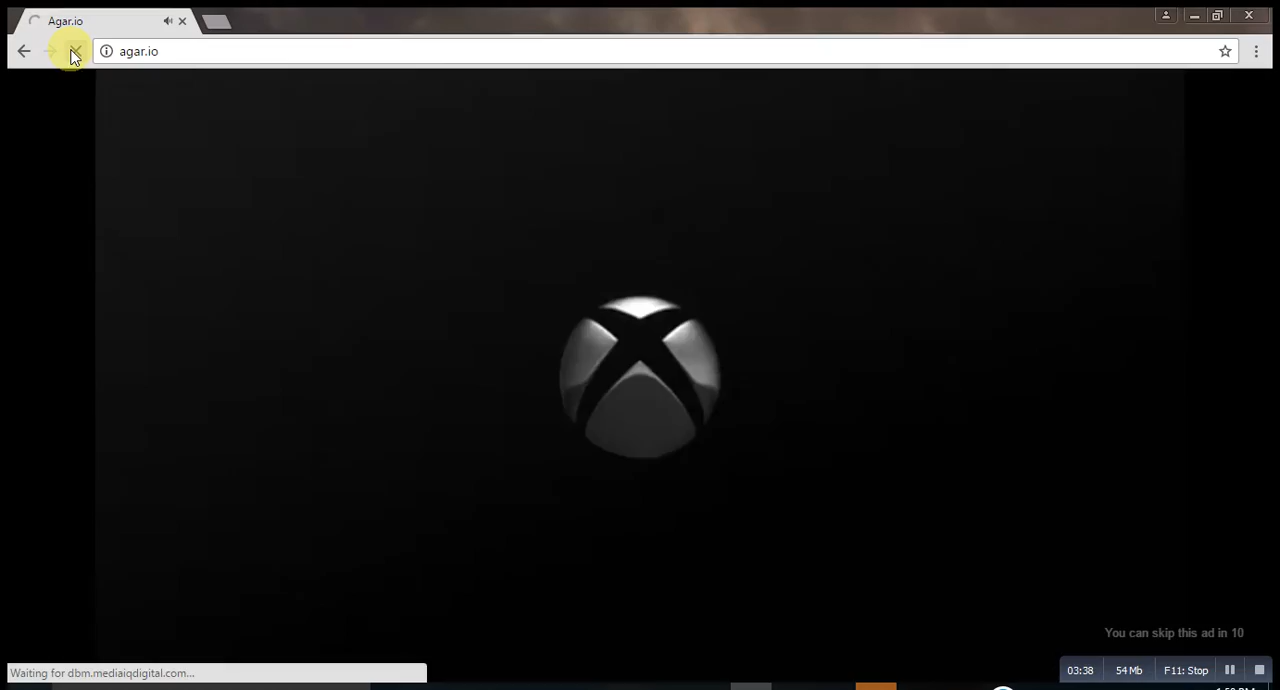 Agar.io
agar.io
You can skip this ad in 10
Waiting for dbm.mediaiqdigital.com...
03:38
54 Mb
F11: Stop